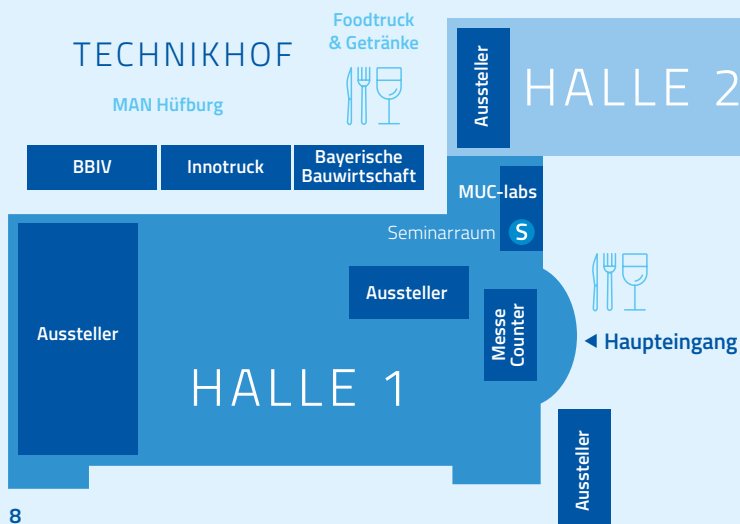 Foodtruck
& Getränke
TECHNIKHOF
MAN Hüfburg
Aussteller
HALLE 2
BBIV
Innotruck
Bayerische
Bauwirtschaft
MUC-labs
Seminarraum S
Aussteller
Aussteller
Messe
Counter
Haupteingang
HALLE 1
Aussteller
8